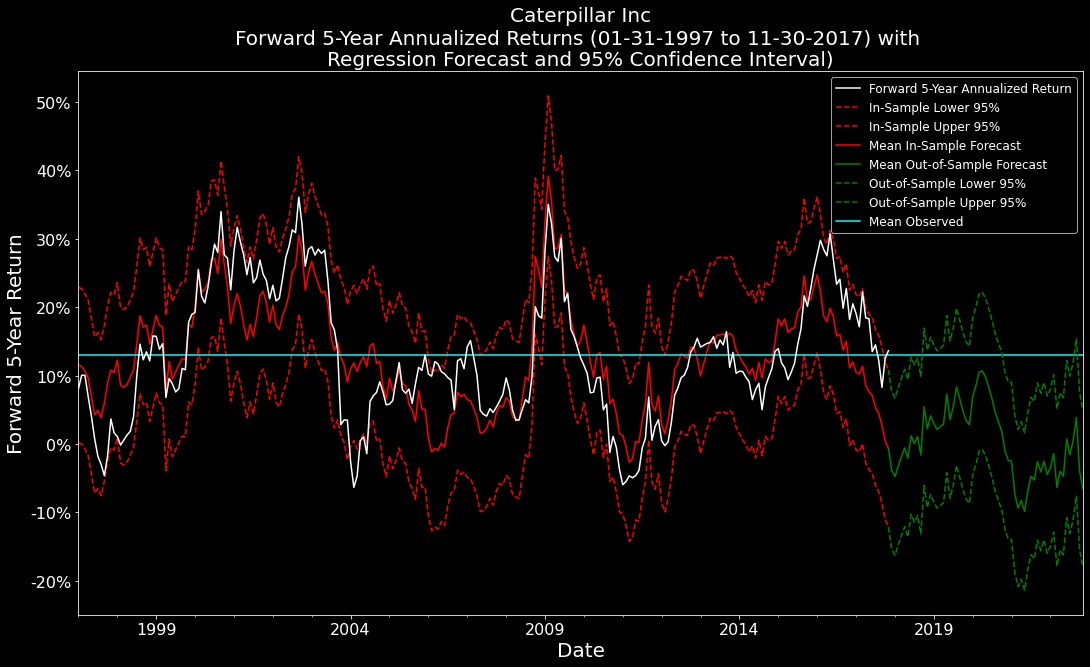 Caterpillar Inc
Forward 5-Year Annualized Returns (01-31-1997 to 11-30-2017) with
Regression Forecast and 95% Confidence Interval)
Forward 5-Year Annualized Return
In-Sample Lower 95%
In-Sample Upper 95%
Mean In-Sample Forecast
Mean Out-of-Sample Forecast
Out-of-Sample Lower 95%
Out-of-Sample Upper 95%
Mean Observed
Forward 5-Year Return
50%
40%
30%
20%
10%
0%
-10%
-20%
1999
2004
2009
2014
2019
Date